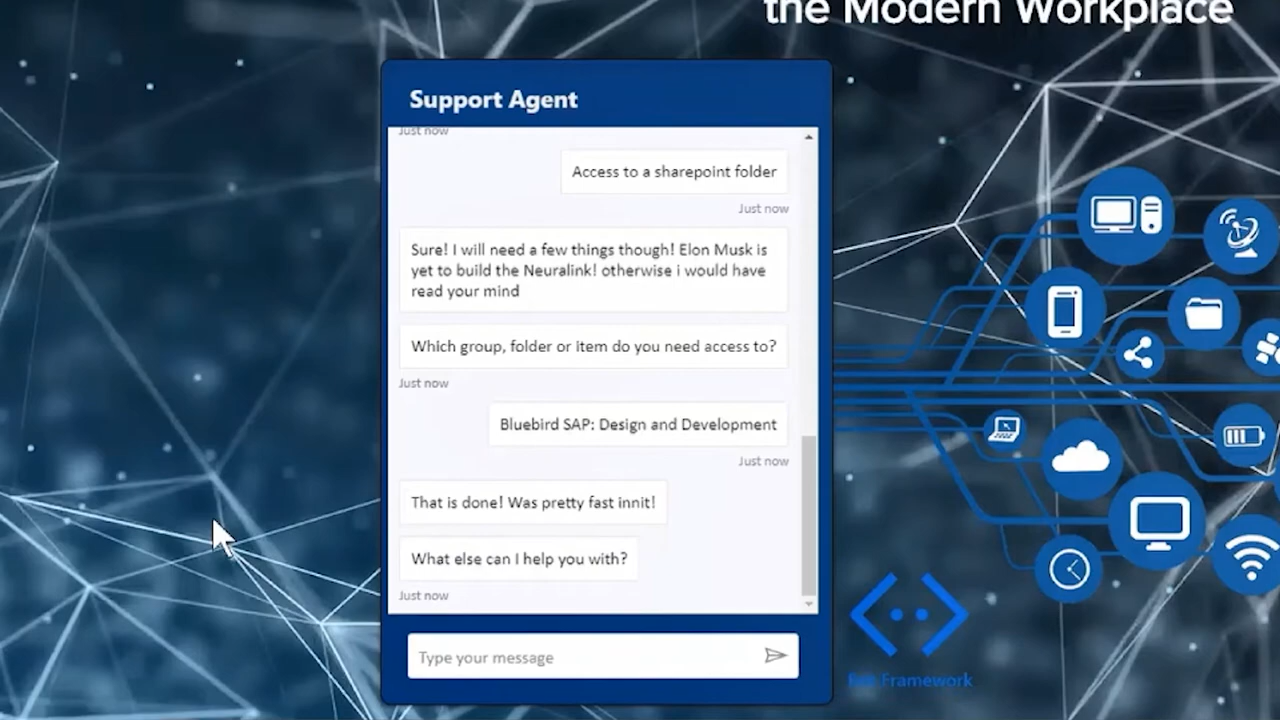 the Modern Workplace
Support Agent
Just now
Access to a sharepoint folder
Just now
Sure! I will need a few things though! Elon Musk is
yet to build the Neuralink! otherwise i would have
read your mind
Which group, folder or item do you need access to?
Just now
Bluebird SAP: Design and Development
Just now
That is done! Was pretty fast innit!
What else can I help you with?
Just now
Type your message
Framework